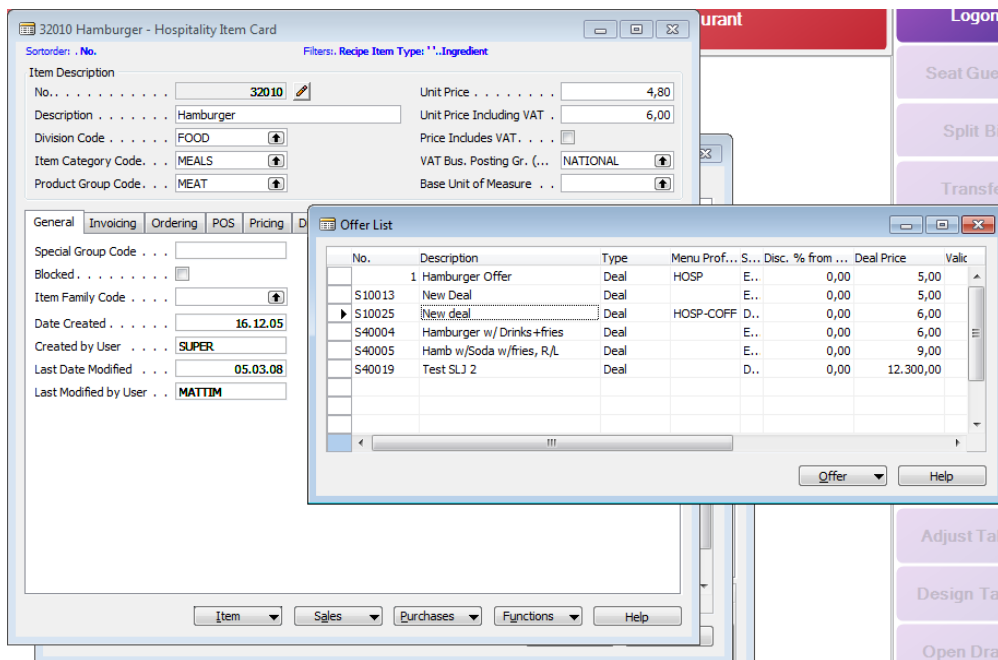 32010 Hamburger - Hospitality Item Card
Sortorder: . No.
Filters:. Recipe Item Type: ' '..Ingredient
Item Description
No.. . . . . . . . . . . 32010
Description . . . . . . . Hamburger
Division Code . . . . . . FOOD
Item Category Code. . . MEALS
Product Group Code. . . MEAT
Unit Price . . . . . . . . 4,80
Unit Price Including VAT . 6,00
Price Includes VAT. . . .
VAT Bus. Posting Gr. (... NATIONAL
Base Unit of Measure . .
General Invoicing Ordering POS Pricing D
Special Group Code . . .
Blocked. . . . . . . . .
Item Family Code . . . .
Date Created . . . . . . 16.12.05
Created by User . . . . SUPER
Last Date Modified . . . 05.03.08
Last Modified by User . . MATTIM
Item Sales Purchases Functions Help
Offer List
No. Description Type Menu Prof... S... Disc. % from ... Deal Price Valic
1 Hamburger Offer Deal HOSP E.. 0,00 5,00
S10013 New Deal Deal E.. 0,00 5,00
S10025 New deal Deal HOSP-COFF D.. 0,00 6,00
S40004 Hamburger w/ Drinks+fries Deal E.. 0,00 6,00
S40005 Hamb w/Soda w/fries, R/L Deal E.. 0,00 9,00
S40019 Test SLJ 2 Deal D.. 0,00 12.300,00
Offer Help
urant
Logon
Seat Gue
Split B
Transfe
Adjust Ta
Design Ta
Open Dra